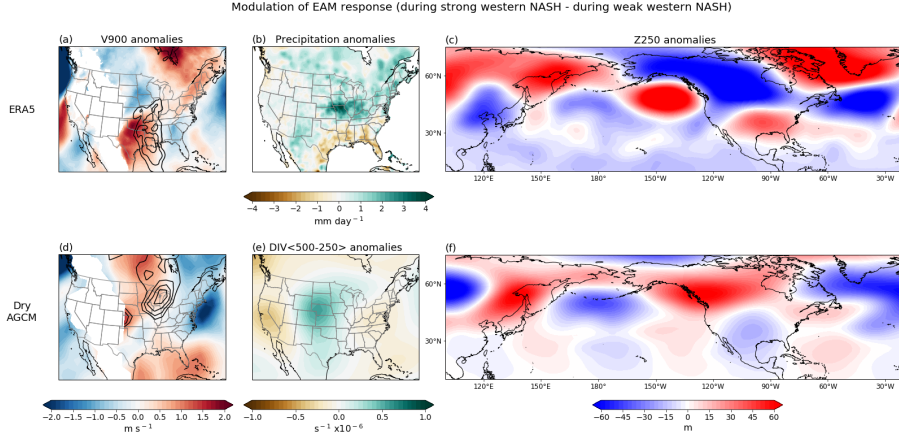 Modulation of EAM response (during strong western NASH - during weak western NASH)
(a) V900 anomalies
(b) Precipitation anomalies
(c) Z250 anomalies
ERA5
60°N
30°N
120°E 150°E 180° 150°W 120°W 90°W 60°W 30°W
−4 −3 −2 −1 0 1 2 3 4
mm day⁻¹
(d)
(e) DIV<500-250> anomalies
(f)
Dry
AGCM
60°N
30°N
120°E 150°E 180° 150°W 120°W 90°W 60°W 30°W
−2.0 −1.5 −1.0 −0.5 0.0 0.5 1.0 1.5 2.0
m s⁻¹
−1.0 −0.5 0.0 0.5 1.0
s⁻¹ x10⁻⁶
−60 −45 −30 −15 0 15 30 45 60
m